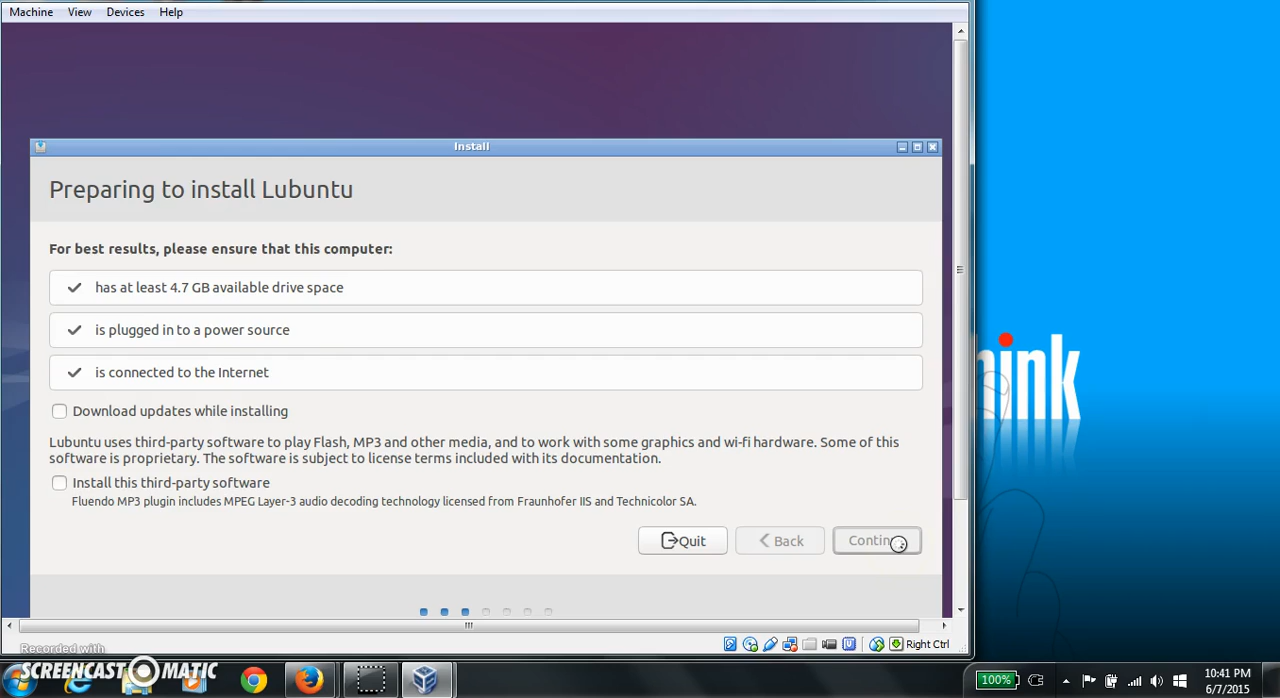 Machine View Devices Help
Install
Preparing to install Lubuntu
For best results, please ensure that this computer:
has at least 4.7 GB available drive space
is plugged in to a power source
is connected to the Internet
Download updates while installing
Lubuntu uses third-party software to play Flash, MP3 and other media, and to work with some graphics and wi-fi hardware. Some of this
software is proprietary. The software is subject to license terms included with its documentation.
Install this third-party software
Fluendo MP3 plugin includes MPEG Layer-3 audio decoding technology licensed from Fraunhofer IIS and Technicolor SA.
Quit Back Contin
hink
Right Ctrl
Recorded with
SCREENCAST MATIC
100%
10:41 PM
6/7/2015